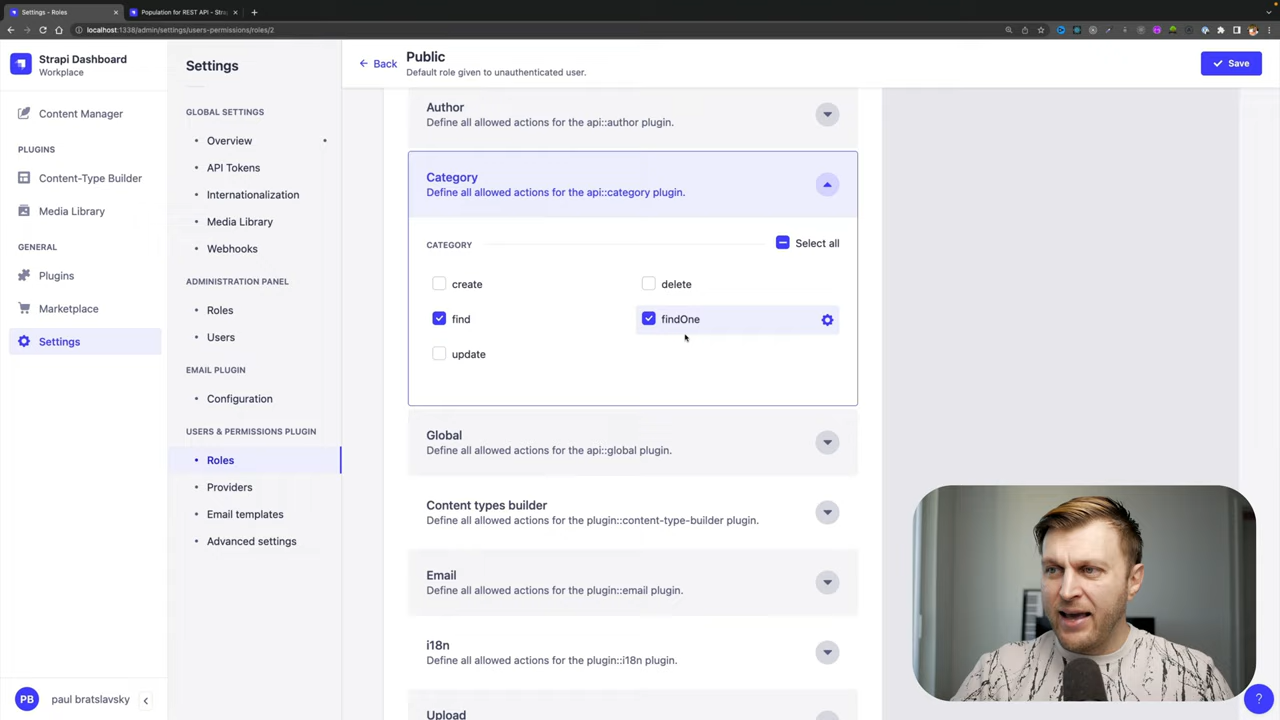 Settings - Roles
Population for REST API - Stra
localhost:1338/admin/settings/users-permissions/roles/2
Strapi Dashboard
Workplace
Content Manager
PLUGINS
Content-Type Builder
Media Library
GENERAL
Plugins
Marketplace
Settings
PB
paul bratslavsky
Settings
GLOBAL SETTINGS
Overview
API Tokens
Internationalization
Media Library
Webhooks
ADMINISTRATION PANEL
Roles
Users
EMAIL PLUGIN
Configuration
USERS & PERMISSIONS PLUGIN
Roles
Providers
Email templates
Advanced settings
Back
Public
Default role given to unauthenticated user.
Save
Author
Define all allowed actions for the api::author plugin.
Category
Define all allowed actions for the api::category plugin.
CATEGORY
Select all
create
delete
find
findOne
update
Global
Define all allowed actions for the api::global plugin.
Content types builder
Define all allowed actions for the plugin::content-type-builder plugin.
Email
Define all allowed actions for the plugin::email plugin.
i18n
Define all allowed actions for the plugin::i18n plugin.
Upload
?